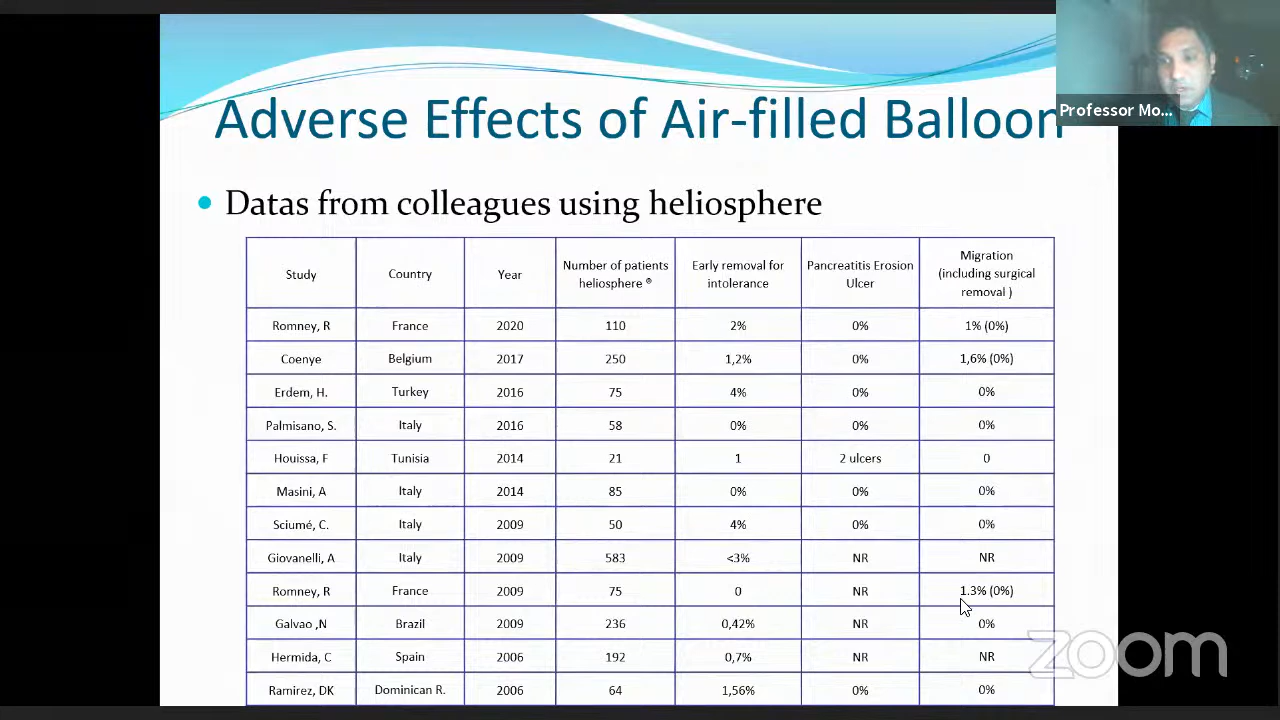 Adverse Effects of Air-filled Balloon
Professor Mo...
• Datas from colleagues using heliosphere
Study Country Year Number of patients heliosphere ® Early removal for intolerance Pancreatitis Erosion Ulcer Migration (including surgical removal )
Romney, R France 2020 110 2% 0% 1% (0%)
Coenye Belgium 2017 250 1,2% 0% 1,6% (0%)
Erdem, H. Turkey 2016 75 4% 0% 0%
Palmisano, S. Italy 2016 58 0% 0% 0%
Houissa, F Tunisia 2014 21 1 2 ulcers 0
Masini, A Italy 2014 85 0% 0% 0%
Sciumé, C. Italy 2009 50 4% 0% 0%
Giovanelli, A Italy 2009 583 <3% NR NR
Romney, R France 2009 75 0 NR 1.3% (0%)
Galvao ,N Brazil 2009 236 0,42% NR 0%
Hermida, C Spain 2006 192 0,7% NR NR
Ramirez, DK Dominican R. 2006 64 1,56% 0% 0%
zoom